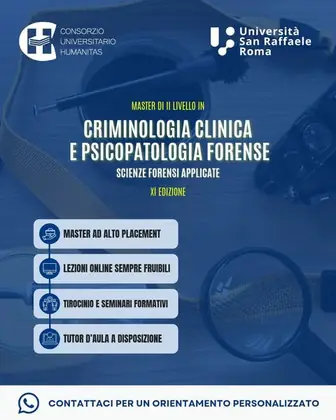 CONSORZIO
UNIVERSITARIO
HUMANITAS
Università
San Raffaele
Roma
MASTER DI II LIVELLO IN
CRIMINOLOGIA CLINICA
E PSICOPATOLOGIA FORENSE
SCIENZE FORENSI APPLICATE
XI EDIZIONE
MASTER AD ALTO PLACEMENT
LEZIONI ONLINE SEMPRE FRUIBILI
TIROCINIO E SEMINARI FORMATIVI
TUTOR D'AULA A DISPOSIZIONE
CONTATTACI PER UN ORIENTAMENTO PERSONALIZZATO